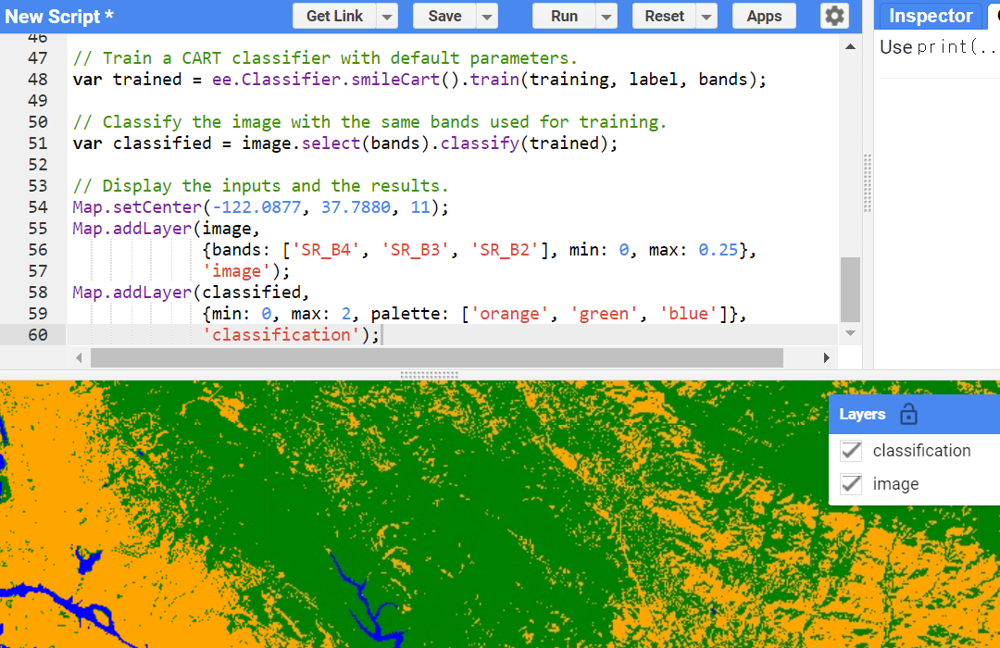 New Script *
Get Link
Save
Run
Reset
Apps
Inspector
Use print(..
46
47 // Train a CART classifier with default parameters.
48 var trained = ee.Classifier.smileCart().train(training, label, bands);
49
50 // Classify the image with the same bands used for training.
51 var classified = image.select(bands).classify(trained);
52
53 // Display the inputs and the results.
54 Map.setCenter(-122.0877, 37.7880, 11);
55 Map.addLayer(image,
56 {bands: ['SR_B4', 'SR_B3', 'SR_B2'], min: 0, max: 0.25},
57 'image');
58 Map.addLayer(classified,
59 {min: 0, max: 2, palette: ['orange', 'green', 'blue']},
60 'classification');
Layers
classification
image